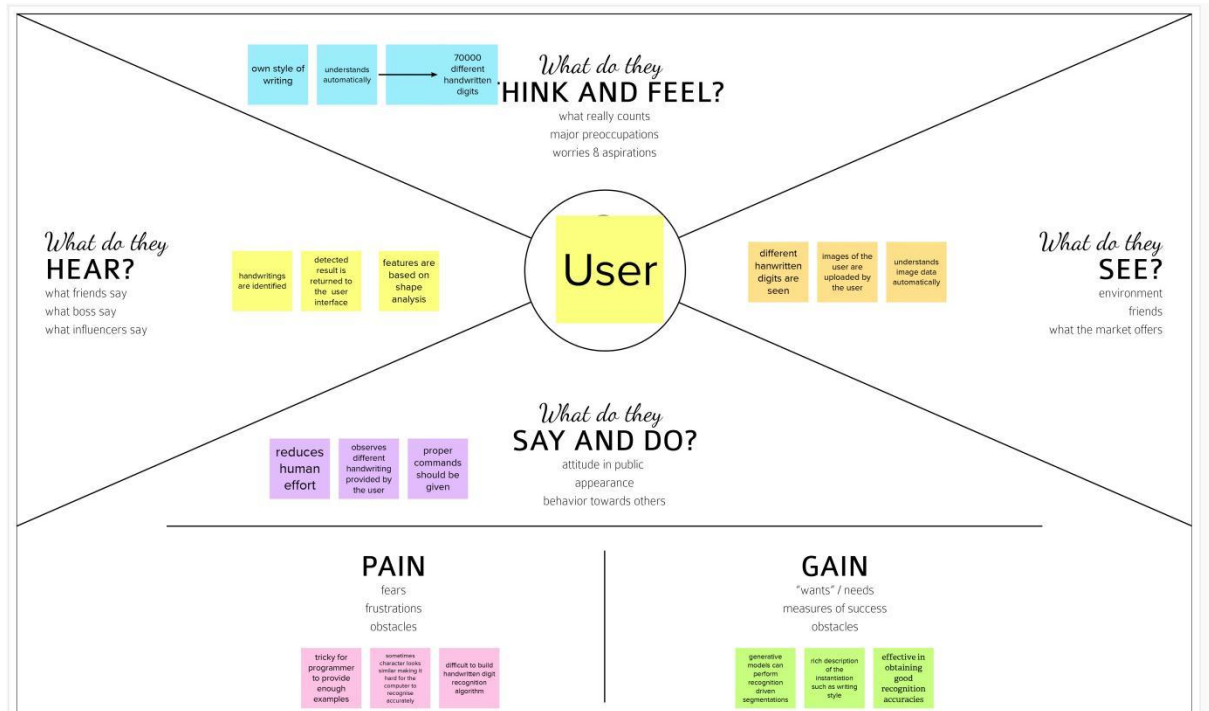 own style of
writing
understands
automatically
70000
different
handwritten
digits
What do they
THINK AND FEEL?
what really counts
major preoccupations
worries & aspirations
What do they
HEAR?
what friends say
what boss say
what influencers say
handwritings
are identified
detected
result is
returned to
the user
interface
features are
based on
shape
analysis
User
different
hanwritten
digits are
seen
images of the
user are
uploaded by
the user
understands
image data
automatically
What do they
SEE?
environment
friends
what the market offers
What do they
SAY AND DO?
attitude in public
appearance
behavior towards others
reduces
human
effort
observes
different
handwriting
provided by
the user
proper
commands
should be
given
PAIN
fears
frustrations
obstacles
tricky for
programmer
to provide
enough
examples
sometimes
character looks
similar making it
hard for the
computer to
recognise
accurately
difficult to build
handwritten digit
recognition
algorithm
GAIN
"wants" / needs
measures of success
obstacles
generative
models can
perform
recognition
driven
segmentations
rich description
of the
instantiation
such as writing
style
effective in
obtaining
good
recognition
accuracies